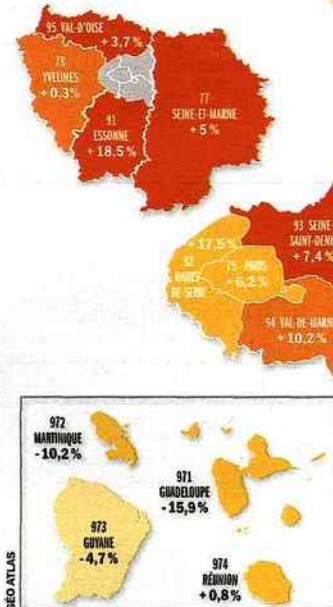 95 VAL-D'OISE
+3,7%
78
YVELINES
+0,3%
77
SEINE-ET-MARNE
+5%
91
ESSONNE
+18,5%
93 SEINE-
SAINT-DENI
+7,4%
+17,5%
92
HAUTS-
DE-SEINE
75 PARIS
+6,2%
94 VAL-DE-MARNE
+10,2%
972
MARTINIQUE
-10,2%
971
GUADELOUPE
-15,9%
973
GUYANE
-4,7%
974
RÉUNION
+0,8%
GÉO ATLAS